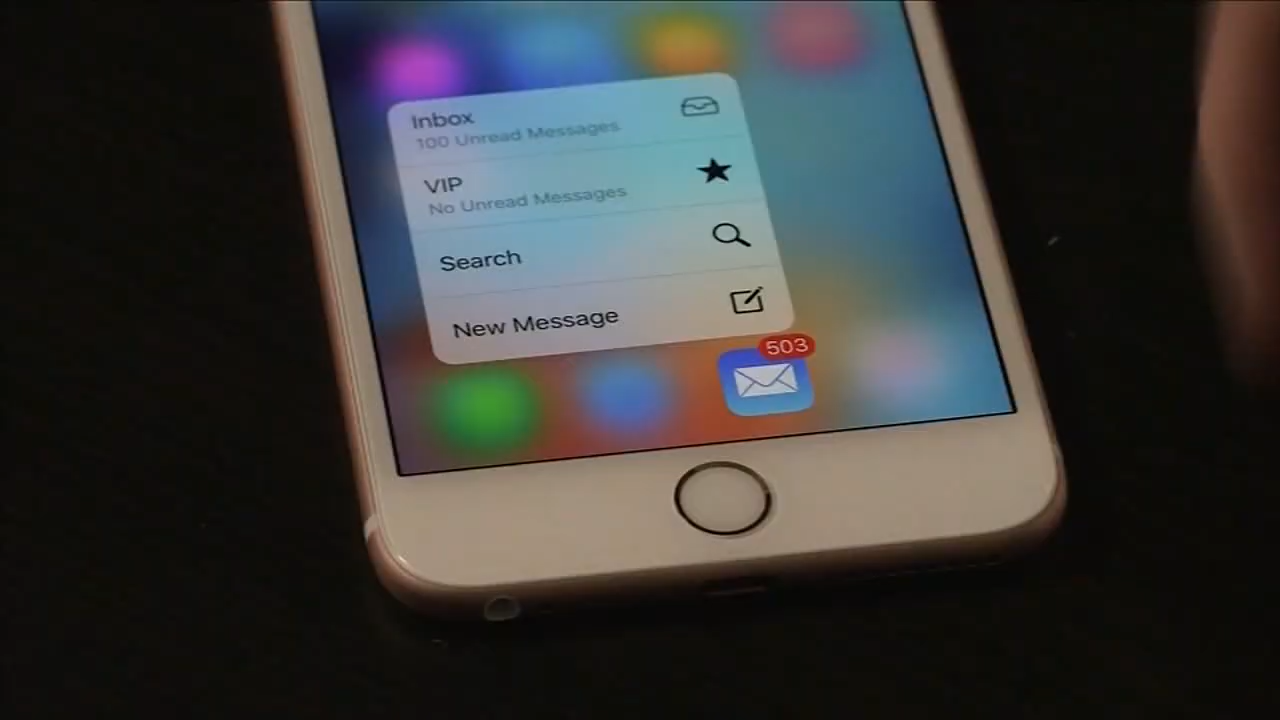 Inbox
100 Unread Messages
VIP
No Unread Messages
Search
New Message
503